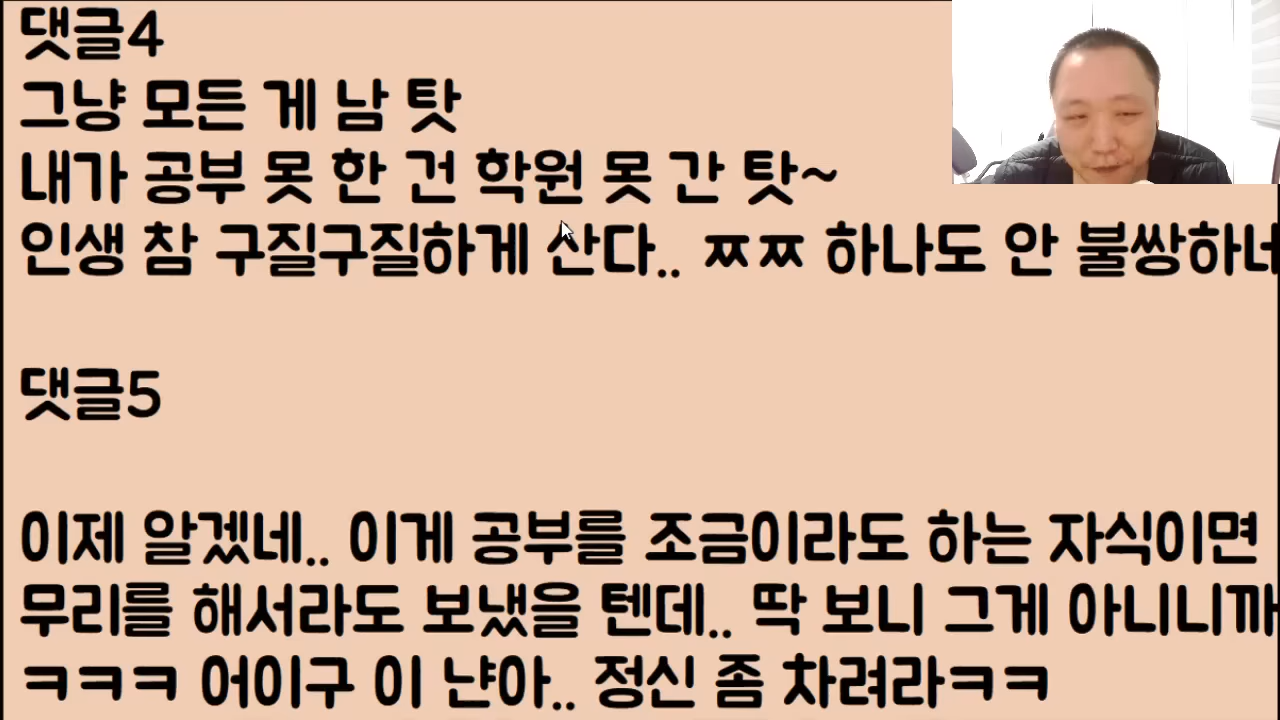 댓글4
그냥 모든 게 남 탓
내가 공부 못 한 건 학원 못 간 탓~
인생 참 구질구질하게 산다.. ㅉㅉ 하나도 안 불쌍하네
댓글5
이제 알겠네.. 이게 공부를 조금이라도 하는 자식이면
무리를 해서라도 보냈을 텐데.. 딱 보니 그게 아니니까
ㅋㅋㅋ 어이구 이 냔아.. 정신 좀 차려라ㅋㅋ